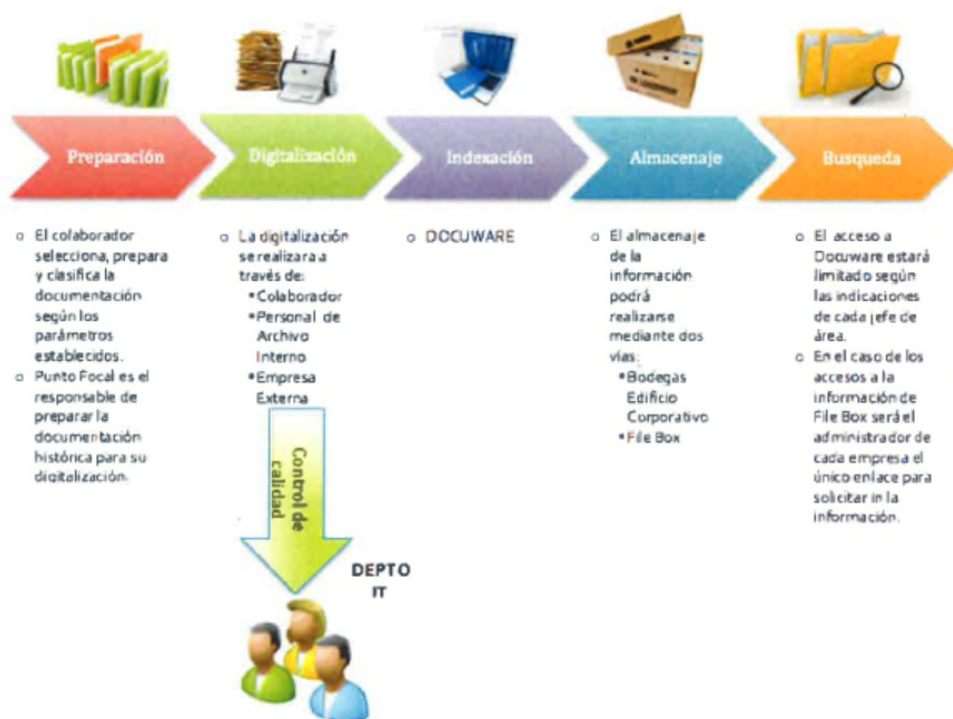 Preparación
Digitalización
Indexación
Almacenaje
Busqueda
o El colaborador
selecciona, prepara
y clasifica la
documentación
según los
parámetros
establecidos.
o Punto Focal es el
responsable de
preparar la
documentación
histórica para su
digitalización.
o La digitalización
se realizara a
través de:
•Colaborador
•Personal de
Archivo
Interno
•Empresa
Externa
Control de
calidad
DEPTO
IT
o DOCUWARE
o El almacenaje
de la
información
podrá
realizarse
mediante dos
vías:
•Bodegas
Edificio
Corporativo
•File Box
o El acceso a
Docuware estará
limitado según
las indicaciones
de cada jefe de
área.
o En el caso de los
accesos a la
información de
File Box será el
administrador de
cada empresa el
único enlace para
solicitar in la
información.